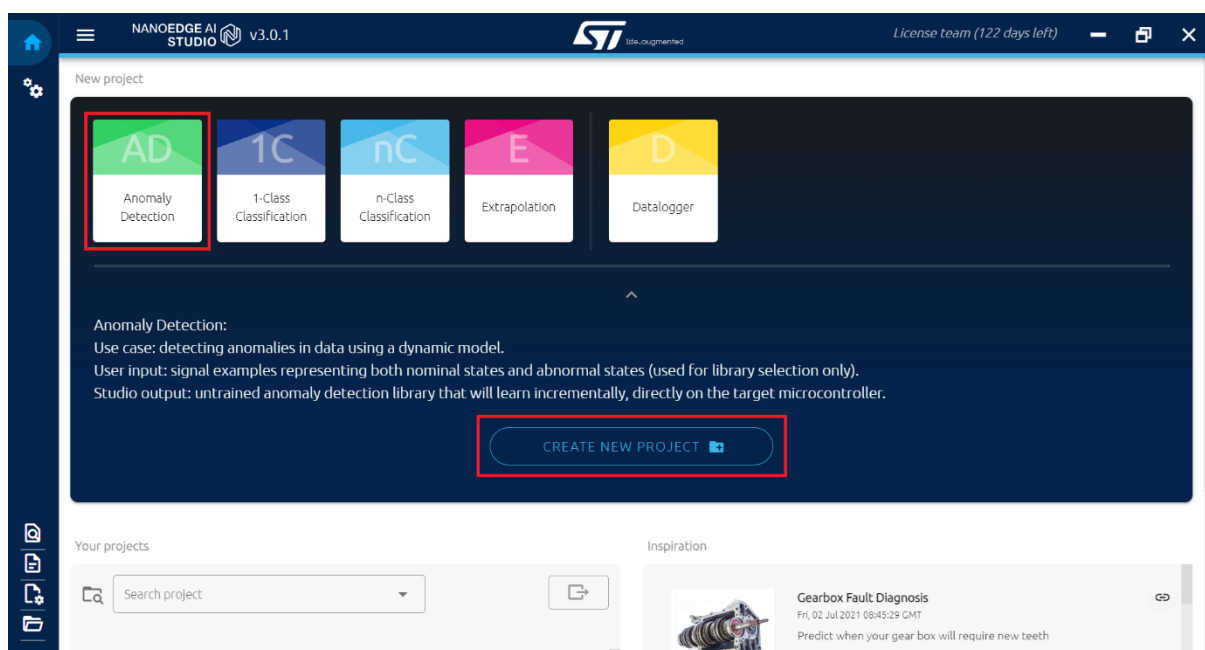 NANOEDGE AI
STUDIO
v3.0.1
ST
life.augmented
License team (122 days left)
New project
AD
Anomaly
Detection
1C
1-Class
Classification
nC
n-Class
Classification
E
Extrapolation
D
Datalogger
Anomaly Detection:
Use case: detecting anomalies in data using a dynamic model.
User input: signal examples representing both nominal states and abnormal states (used for library selection only).
Studio output: untrained anomaly detection library that will learn incrementally, directly on the target microcontroller.
CREATE NEW PROJECT
Your projects
Search project
Inspiration
Gearbox Fault Diagnosis
Fri, 02 Jul 2021 08:45:29 GMT
Predict when your gear box will require new teeth